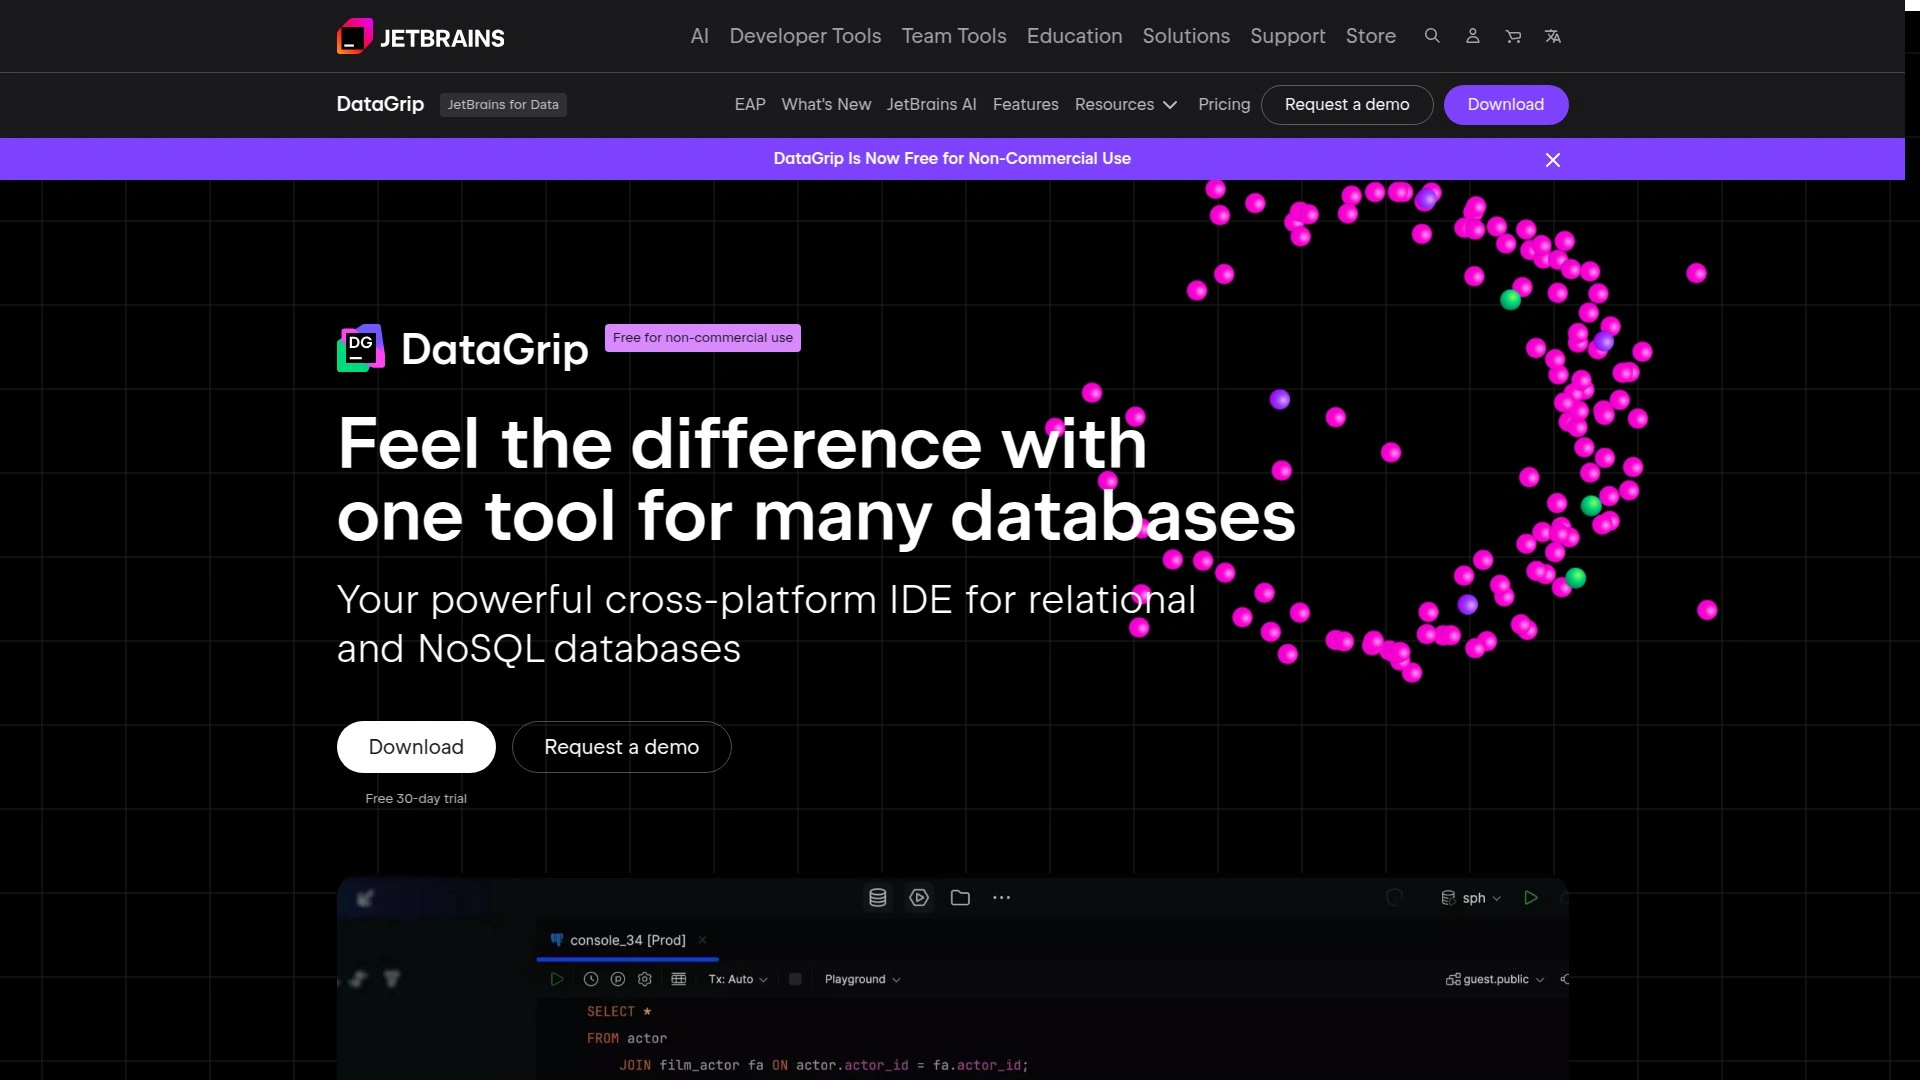 JETBRAINS
AI Developer Tools Team Tools Education Solutions Support Store
DataGrip JetBrains for Data
EAP What's New JetBrains AI Features Resources Pricing Request a demo Download
DataGrip Is Now Free for Non-Commercial Use
DG DataGrip Free for non-commercial use
Feel the difference with
one tool for many databases
Your powerful cross-platform IDE for relational
and NoSQL databases
Download Request a demo
Free 30-day trial
sph
console_34 [Prod]
Tx: Auto Playground guest.public
SELECT *
FROM actor
JOIN film_actor fa ON actor.actor_id = fa.actor_id;